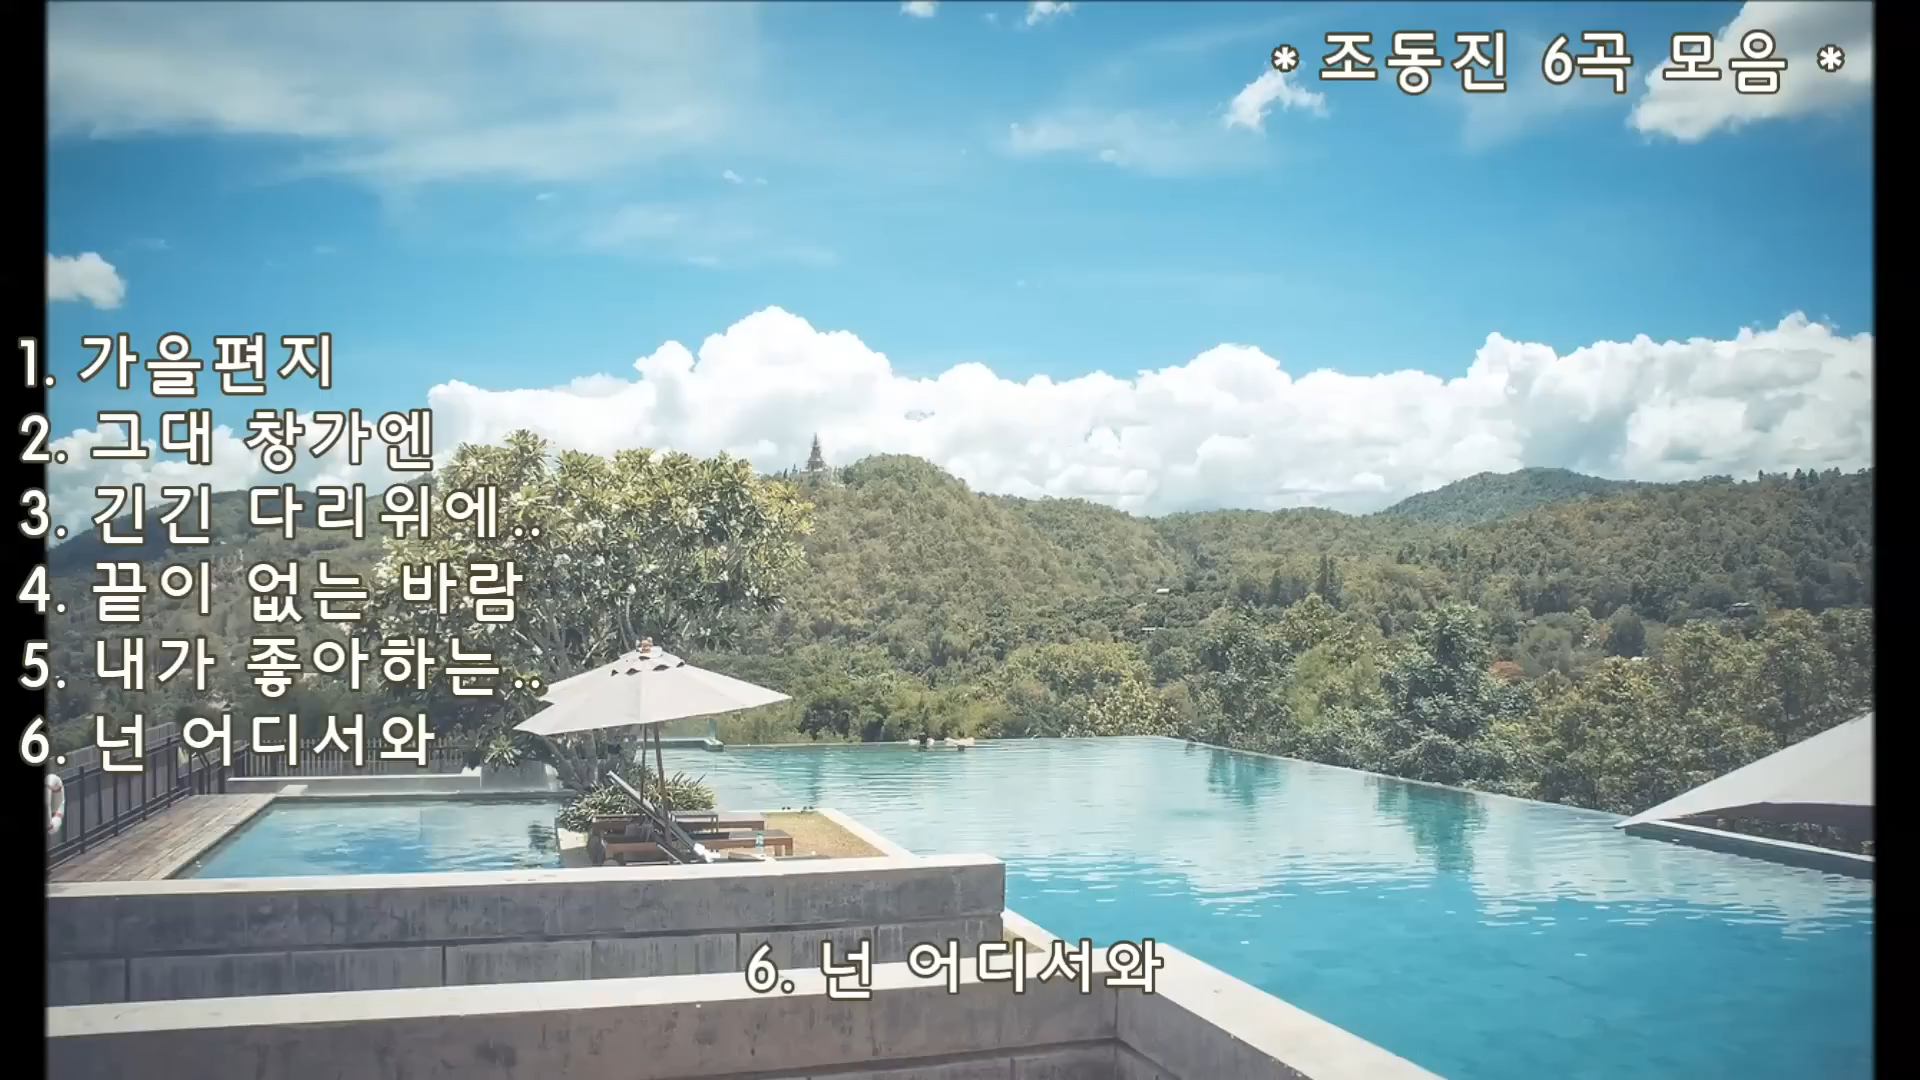 * 조동진 6곡 모음 *
1. 가을편지
2. 그대 창가엔
3. 긴긴 다리위에..
4. 끝이 없는 바람
5. 내가 좋아하는..
6. 넌 어디서와
6. 넌 어디서와